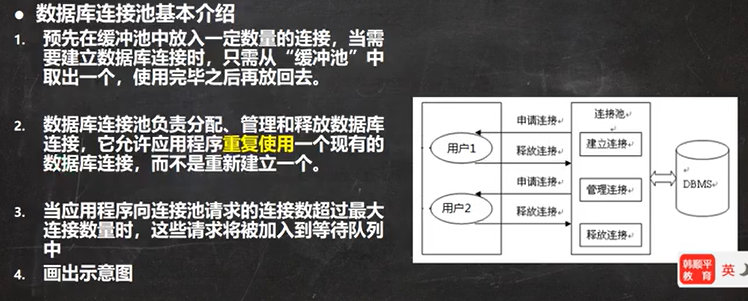 ● 数据库连接池基本介绍
1. 预先在缓冲池中放入一定数量的连接，当需
要建立数据库连接时，只需从“缓冲池”中
取出一个，使用完毕之后再放回去。
2. 数据库连接池负责分配、管理和释放数据库
连接，它允许应用程序重复使用一个现有的
数据库连接，而不是重新建立一个。
3. 当应用程序向连接池请求的连接数超过最大
连接数量时，这些请求将被加入到等待队列
中
4. 画出示意图
用户1
用户2
申请连接
释放连接
申请连接
释放连接
连接池
建立连接
管理连接
释放连接
DBMS
韩顺平
教育
英